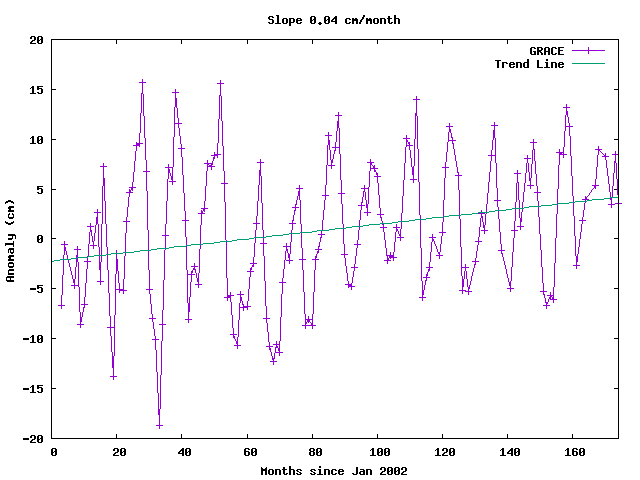 Slope 0.04 cm/month
GRACE
Trend Line
20
15
10
5
0
-5
-10
-15
-20
Anomaly (cm)
0 20 40 60 80 100 120 140 160
Months since Jan 2002